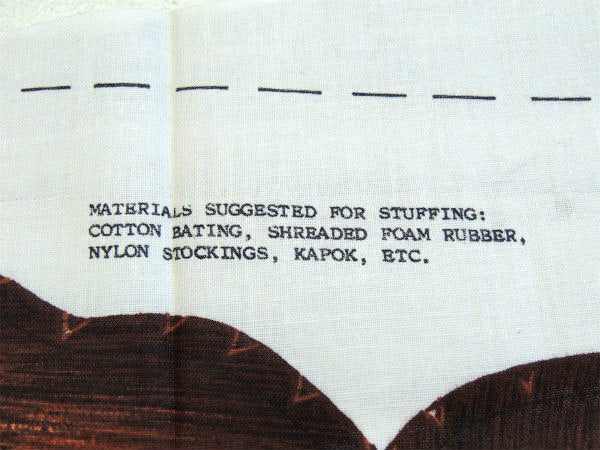 MATERIALS SUGGESTED FOR STUFFING:
COTTON BATING, SHREADED FOAM RUBBER,
NYLON STOCKINGS, KAPOK, ETC.